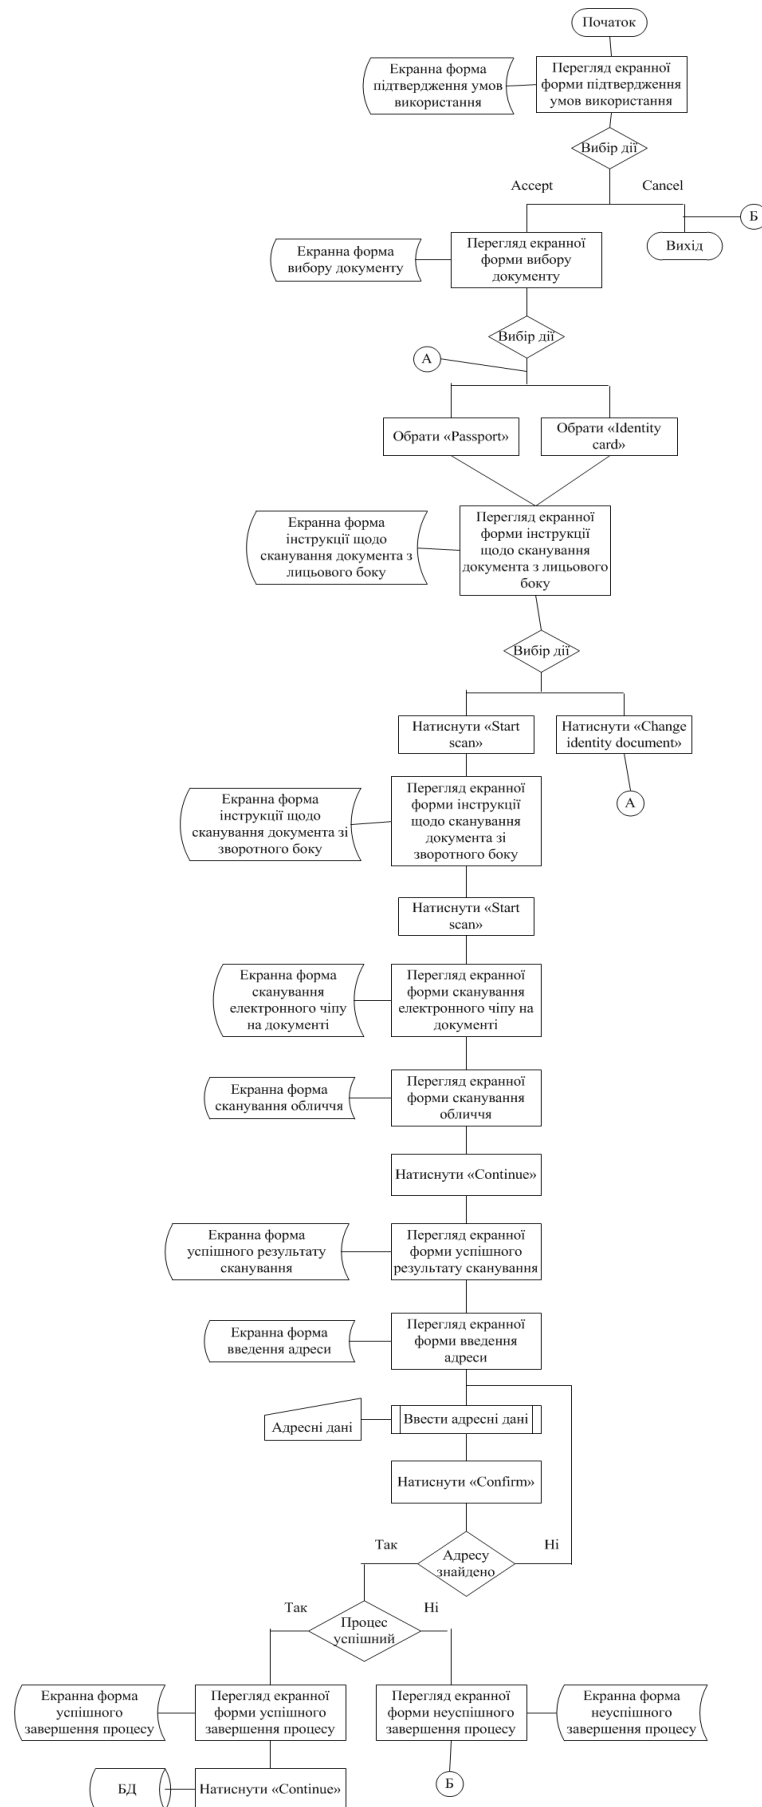 Початок
Екранна форма
підтвердження умов
використання
Перегляд екранної
форми підтвердження
умов використання
Вибір дії
Accept
Cancel
Б
Вихід
Екранна форма
вибору документу
Перегляд екранної
форми вибору
документу
Вибір дії
А
Обрати «Passport»
Обрати «Identity
card»
Екранна форма
інструкції щодо
сканування документа з
лицьового боку
Перегляд екранної
форми інструкції
щодо сканування
документа з лицьового
боку
Вибір дії
Натиснути «Start
scan»
Натиснути «Change
identity document»
А
Екранна форма
інструкції щодо
сканування документа зі
зворотного боку
Перегляд екранної
форми інструкції
щодо сканування
документа зі
зворотного боку
Натиснути «Start
scan»
Екранна форма
сканування
електронного чіпу
на документі
Перегляд екранної
форми сканування
електронного чіпу на
документі
Екранна форма
сканування обличчя
Перегляд екранної
форми сканування
обличчя
Натиснути «Continue»
Екранна форма
успішного результату
сканування
Перегляд екранної
форми успішного
результату сканування
Екранна форма
введення адреси
Перегляд екранної
форми введення
адреси
Адресні дані
Ввести адресні дані
Натиснути «Confirm»
Так
Адресу
знайдено
Ні
Так
Процес
успішний
Ні
Екранна форма
успішного
завершення процесу
Перегляд екранної
форми успішного
завершення процесу
Перегляд екранної
форми неуспішного
завершення процесу
Екранна форма
неуспішного
завершення процесу
БД
Натиснути «Continue»
Б